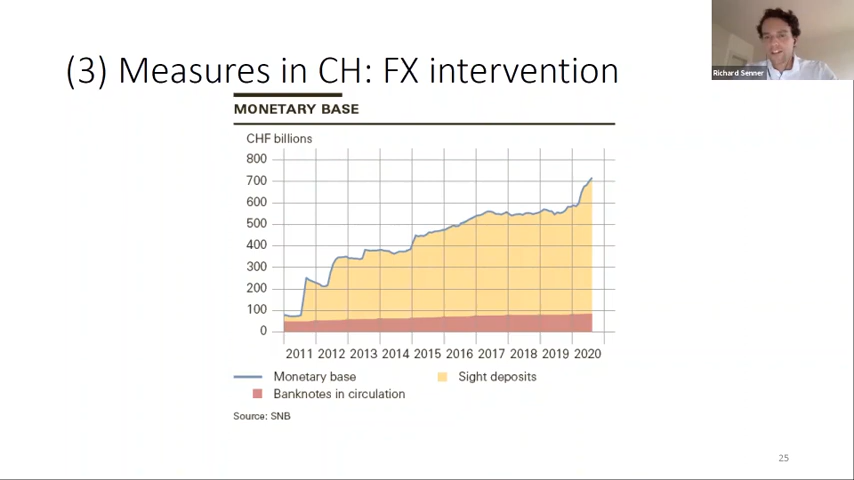 Richard Senner
(3) Measures in CH: FX intervention
MONETARY BASE
CHF billions
800
700
600
500
400
300
200
100
0
2011 2012 2013 2014 2015 2016 2017 2018 2019 2020
Monetary base
Sight deposits
Banknotes in circulation
Source: SNB
25